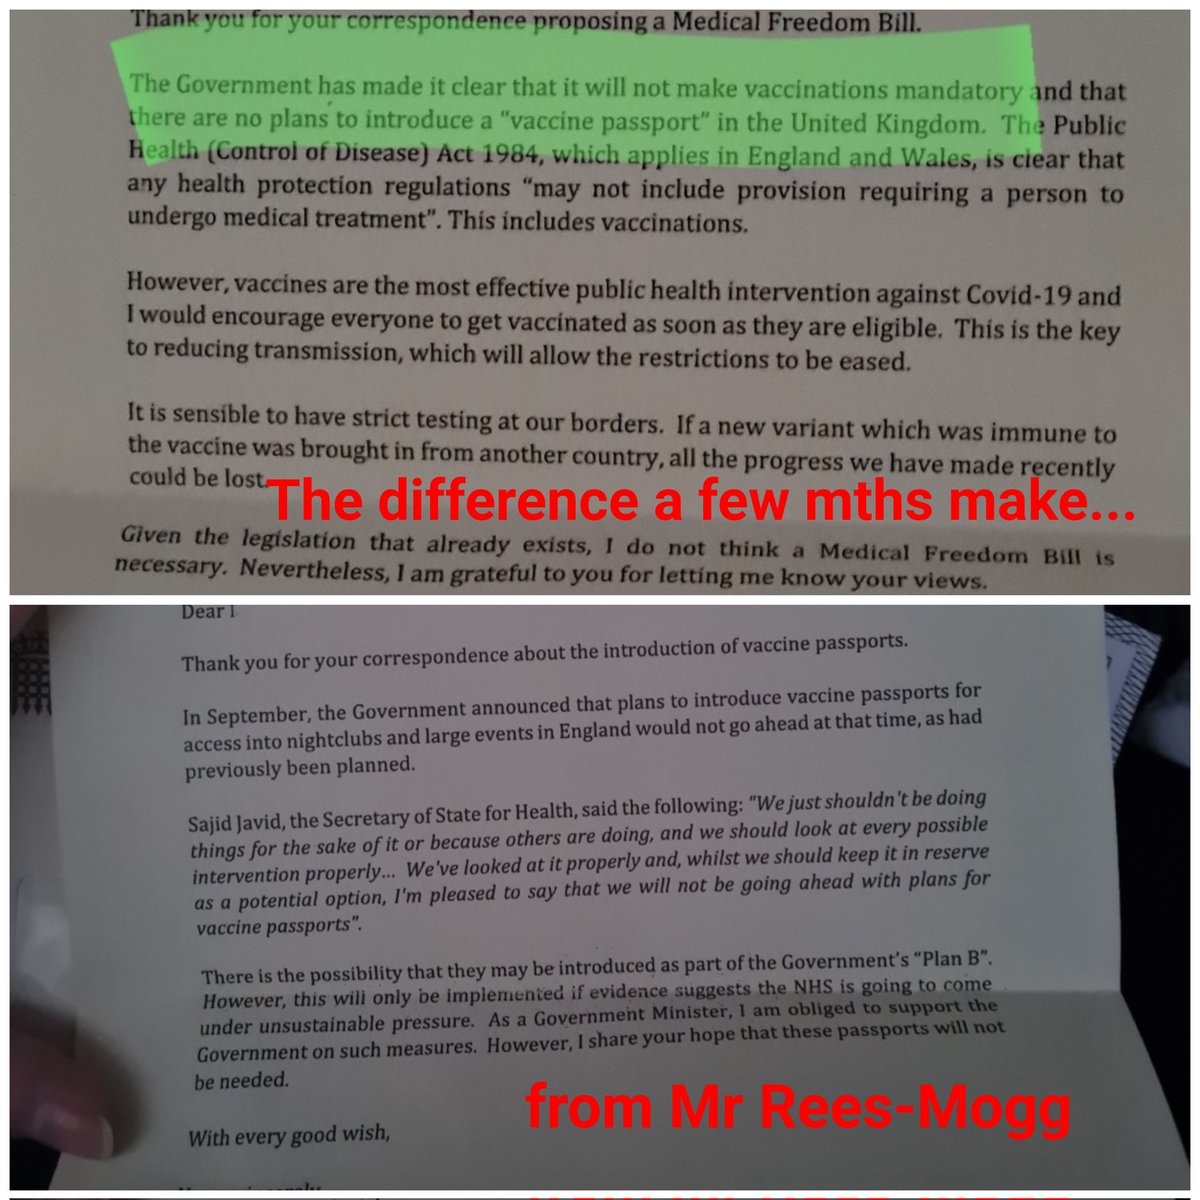 Thank you for your correspondence proposing a Medical Freedom Bill.
The Government has made it clear that it will not make vaccinations mandatory and that
there are no plans to introduce a “vaccine passport” in the United Kingdom. The Public
Health (Control of Disease) Act 1984, which applies in England and Wales, is clear that
any health protection regulations “may not include provision requiring a person to
undergo medical treatment”. This includes vaccinations.
However, vaccines are the most effective public health intervention against Covid-19 and
I would encourage everyone to get vaccinated as soon as they are eligible. This is the key
to reducing transmission, which will allow the restrictions to be eased.
It is sensible to have strict testing at our borders. If a new variant which was immune to
the vaccine was brought in from another country, all the progress we have made recently
could be lost.
The difference a few mths make...
Given the legislation that already exists, I do not think a Medical Freedom Bill is
necessary. Nevertheless, I am grateful to you for letting me know your views.
Dear
Thank you for your correspondence about the introduction of vaccine passports.
In September, the Government announced that plans to introduce vaccine passports for
access into nightclubs and large events in England would not go ahead at that time, as had
previously been planned.
Sajid Javid, the Secretary of State for Health, said the following: “We just shouldn't be doing
things for the sake of it or because others are doing, and we should look at every possible
intervention properly... We've looked at it properly and, whilst we should keep it in reserve
as a potential option, I'm pleased to say that we will not be going ahead with plans for
vaccine passports”.
There is the possibility that they may be introduced as part of the Government’s “Plan B”.
However, this will only be implemented if evidence suggests the NHS is going to come
under unsustainable pressure. As a Government Minister, I am obliged to support the
Government on such measures. However, I share your hope that these passports will not
be needed.
from Mr Rees-Mogg
With every good wish,